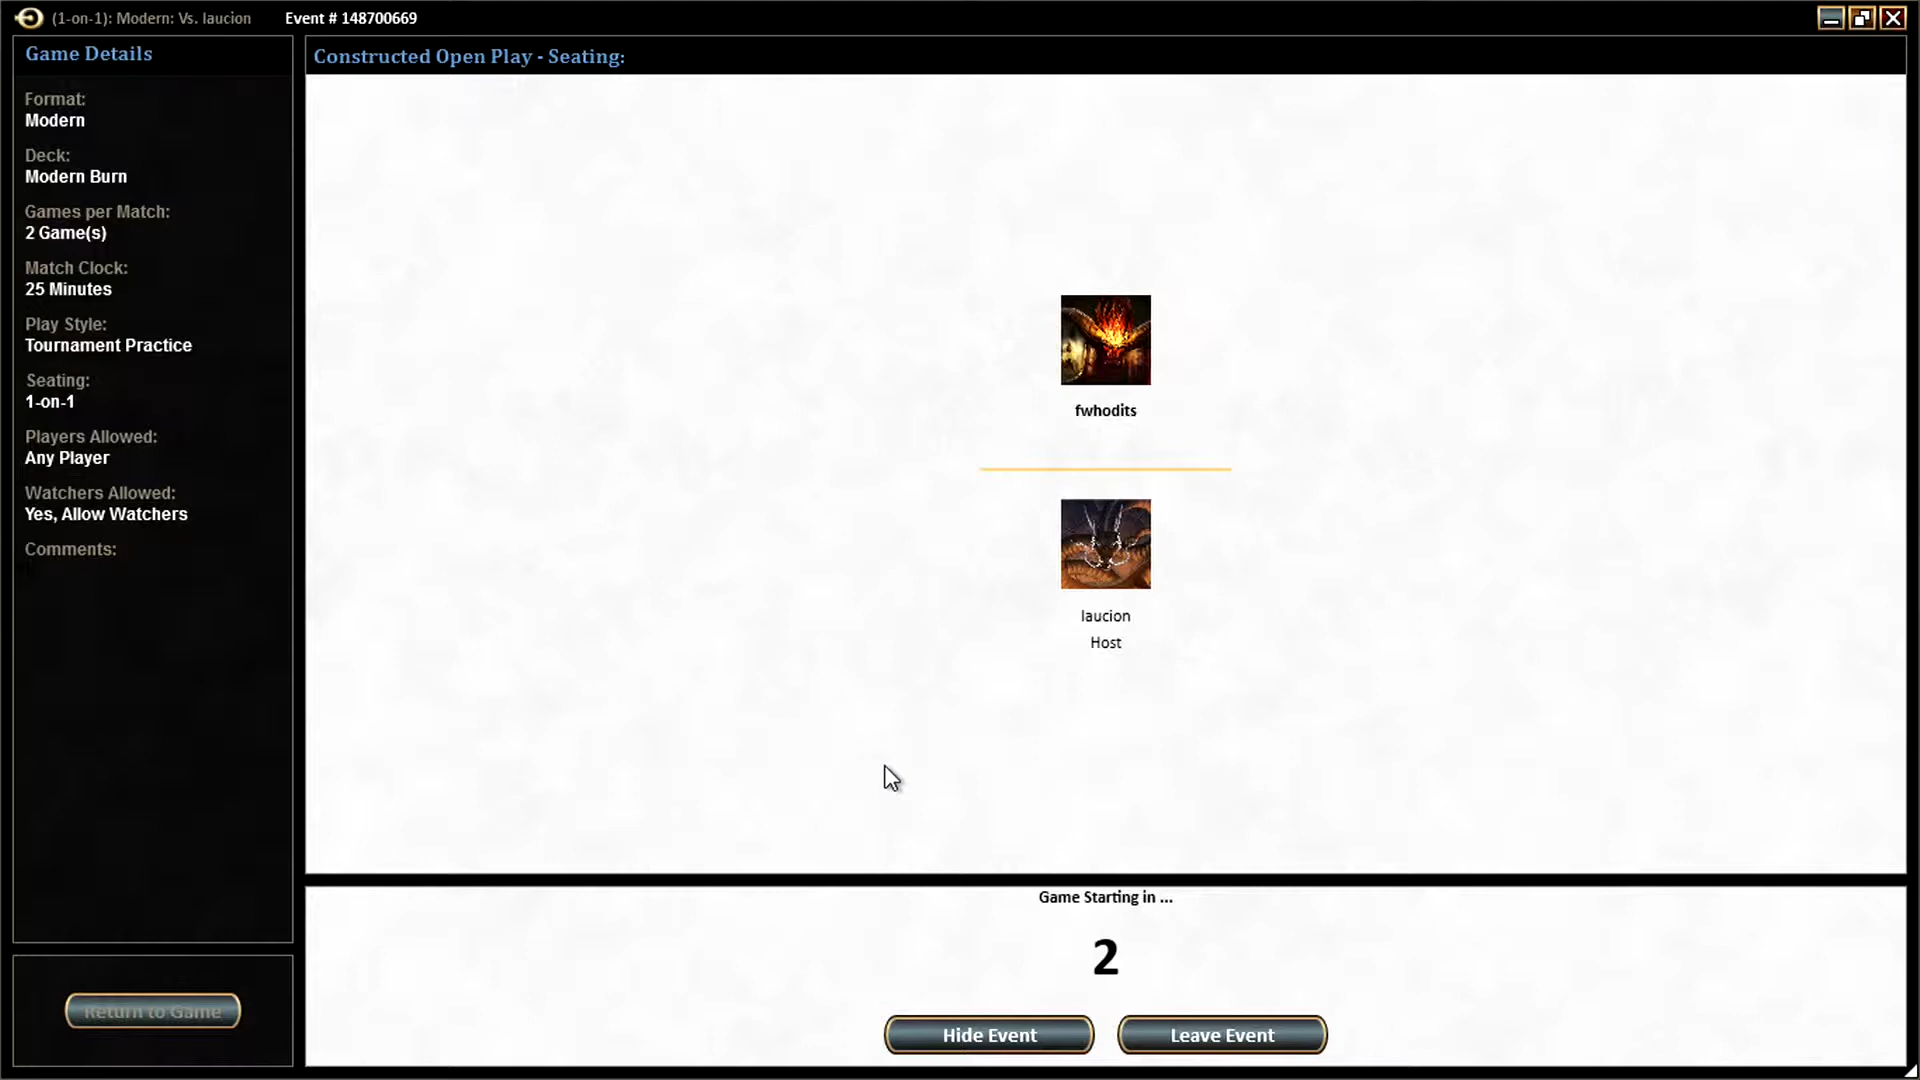 (1-on-1): Modern: Vs. laucion Event # 148700669
Game Details
Format:
Modern
Deck:
Modern Burn
Games per Match:
2 Game(s)
Match Clock:
25 Minutes
Play Style:
Tournament Practice
Seating:
1-on-1
Players Allowed:
Any Player
Watchers Allowed:
Yes, Allow Watchers
Comments:
Return to Game
Constructed Open Play - Seating:
fwhodits
laucion
Host
Game Starting in ...
2
Hide Event Leave Event